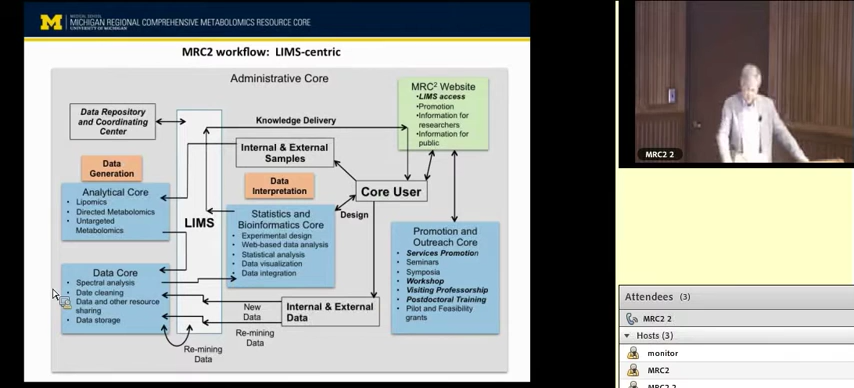 M
MEDICAL SCHOOL
MICHIGAN REGIONAL COMPREHENSIVE METABOLOMICS RESOURCE CORE
UNIVERSITY OF MICHIGAN
MRC2 workflow: LIMS-centric
Administrative Core
Data Repository
and Coordinating
Center
Knowledge Delivery
MRC2 Website
•LIMS access
•Promotion
•Information for
researchers
•Information for
public
Internal & External
Samples
Data
Generation
Data
Interpretation
Core User
Analytical Core
• Lipomics
• Directed Metabolomics
• Untargeted
Metabolomics
LIMS
Design
Statistics and
Bioinformatics Core
• Experimental design
• Web-based data analysis
• Statistical analysis
• Data visualization
• Data integration
Promotion and
Outreach Core
• Services Promotion
• Seminars
• Symposia
• Workshop
• Visiting Professorship
• Postdoctoral Training
• Pilot and Feasibility
grants
Data Core
• Spectral analysis
• Date cleaning
• Data and other resource
sharing
• Data storage
New
Data
Internal & External
Data
Re-mining
Data
Re-mining
Data
MRC2 2
Attendees (3)
MRC2 2
Hosts (3)
monitor
MRC2
MRC2 2